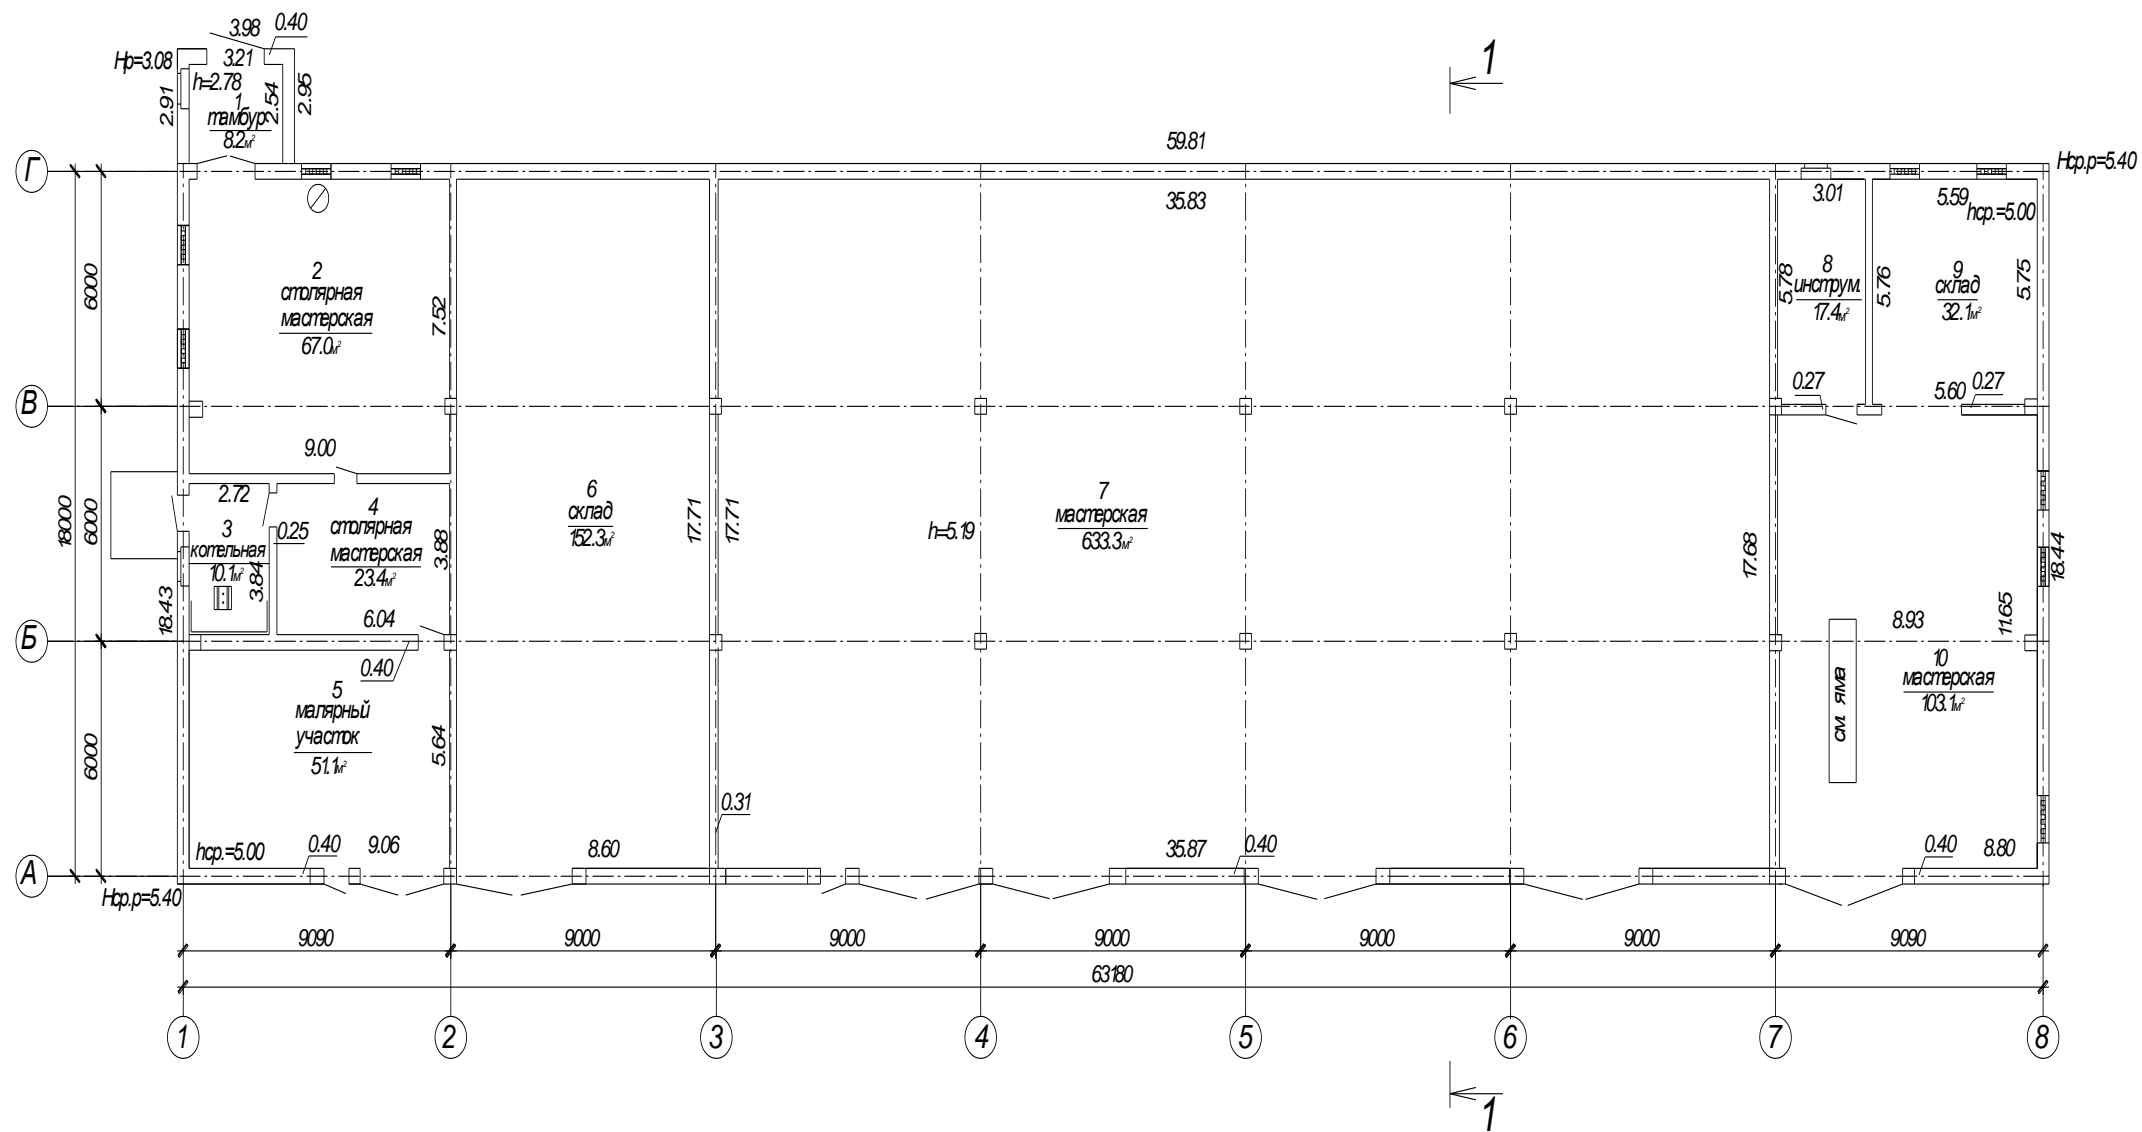 3.98
0.40
Нр=3.08
3.21
h=2.78
2.91
2.54
2.95
1
тамбур
8.2м²
1
59.81
Г
Нср.р=5.40
35.83
3.01
5.59
hср.=5.00
6000
2
столярная
мастерская
67.0м²
7.52
5.78
8
инструм.
17.4м²
5.76
9
склад
32.1м²
5.75
В
0.27
5.60
0.27
9.00
18000
6000
2.72
3
котельная
10.1м²
3.84
0.25
4
столярная
мастерская
23.4м²
3.88
6
склад
152.3м²
17.71
17.71
h=5.19
7
мастерская
633.3м²
17.68
18.44
18.43
6.04
8.93
11.65
Б
0.40
5
малярный
участок
51.1м²
5.64
6000
см. яма
10
мастерская
103.1м²
0.31
hср.=5.00
0.40
9.06
8.60
35.87
0.40
0.40
8.80
А
Нср.р=5.40
9090
9000
9000
9000
9000
9000
9090
63180
1
2
3
4
5
6
7
8
1